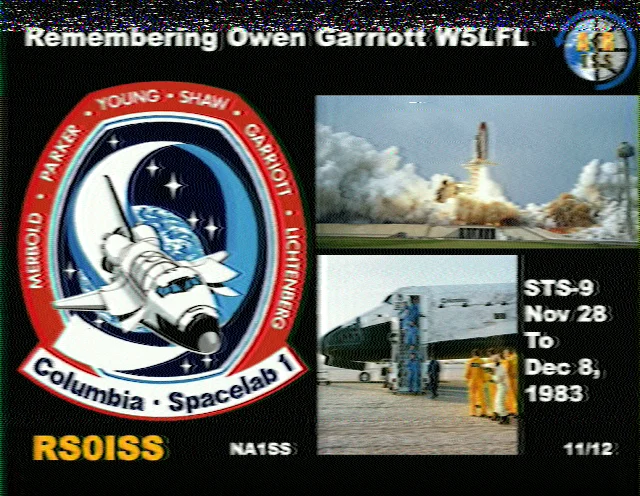 Remembering Owen Garriott W5LFL
ISS
MERBOLD · PARKER · YOUNG · SHAW · GARRIOTT · LICHTENBERG
Columbia · Spacelab 1
STS-9
Nov 28
To
Dec 8,
1983
RS0ISS
NA1SS
11/12